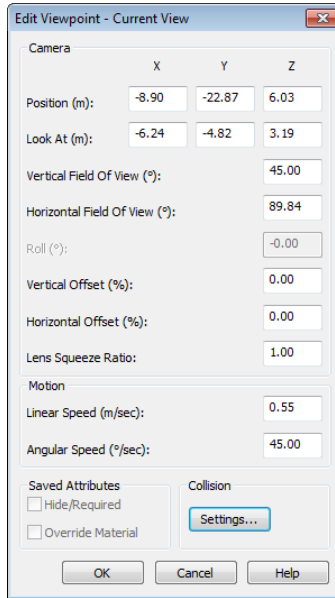 Edit Viewpoint - Current View
Camera
X Y Z
Position (m): -8.90 -22.87 6.03
Look At (m): -6.24 -4.82 3.19
Vertical Field Of View (°): 45.00
Horizontal Field Of View (°): 89.84
Roll (°): -0.00
Vertical Offset (%): 0.00
Horizontal Offset (%): 0.00
Lens Squeeze Ratio: 1.00
Motion
Linear Speed (m/sec): 0.55
Angular Speed (°/sec): 45.00
Saved Attributes Collision
Hide/Required
Settings...
Override Material
OK Cancel Help